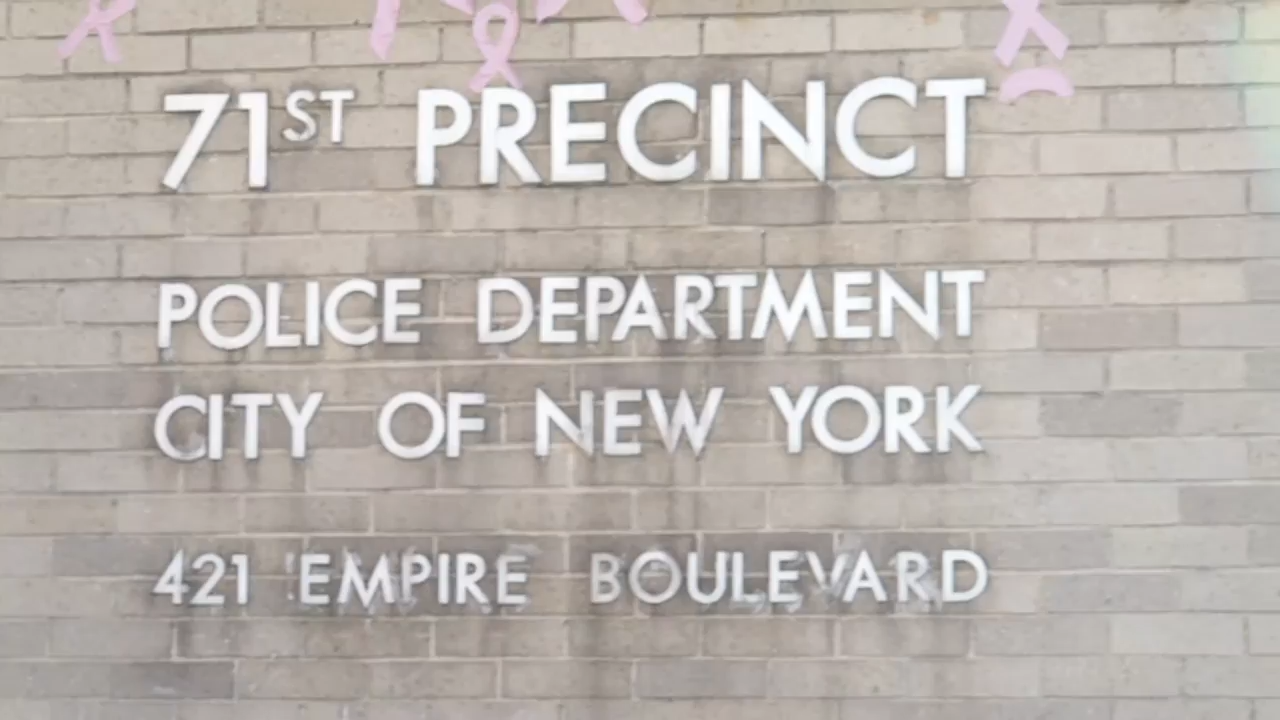 71ST PRECINCT
POLICE DEPARTMENT
CITY OF NEW YORK
421 EMPIRE BOULEVARD